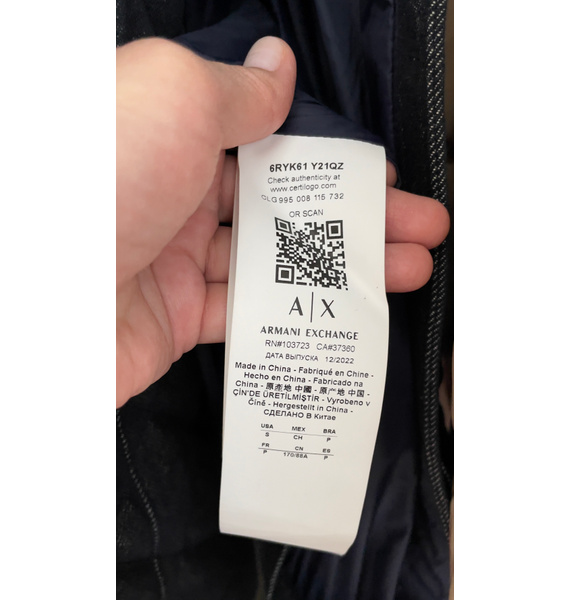 6RYK61 Y21QZ
Check authenticity at
www.certilogo.com
CLG 995 008 115 732
OR SCAN
A|X
ARMANI EXCHANGE
RN#103723 CA#37360
ДАТА ВЫПУСКА 12/2022
Made in China - Fabriqué en Chine -
Hecho en China - Fabricado na
China - 原產地 中國 - 原产地 中国 -
ÇİN'DE ÜRETİLMİŞTİR - Vyrobeno v
Číně - Hergestellt in China -
СДЕЛАНО В Китае
USA MEX BRA
S CH P
FR CN ES
P 170/88A P